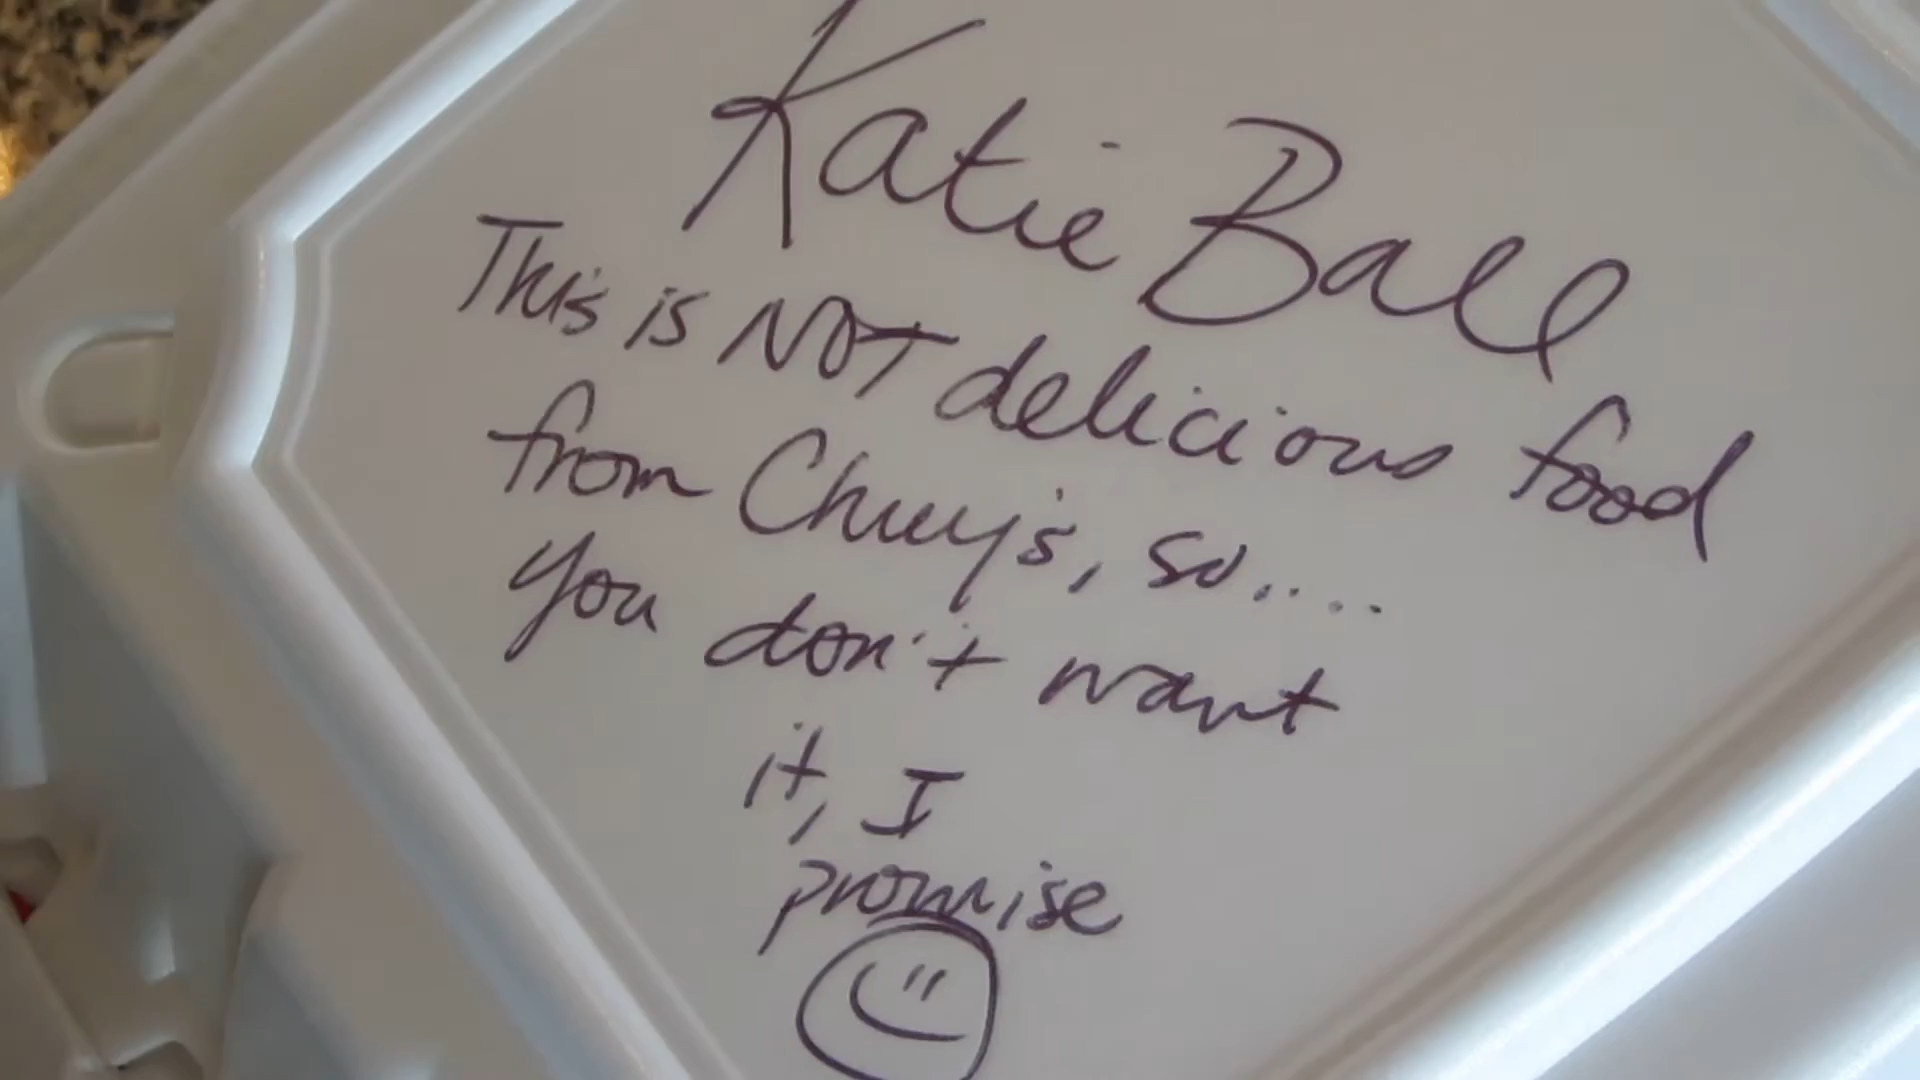 Katie Ball
This is NOT delicious food
from Chuy's, so....
you don't want
it, I
promise